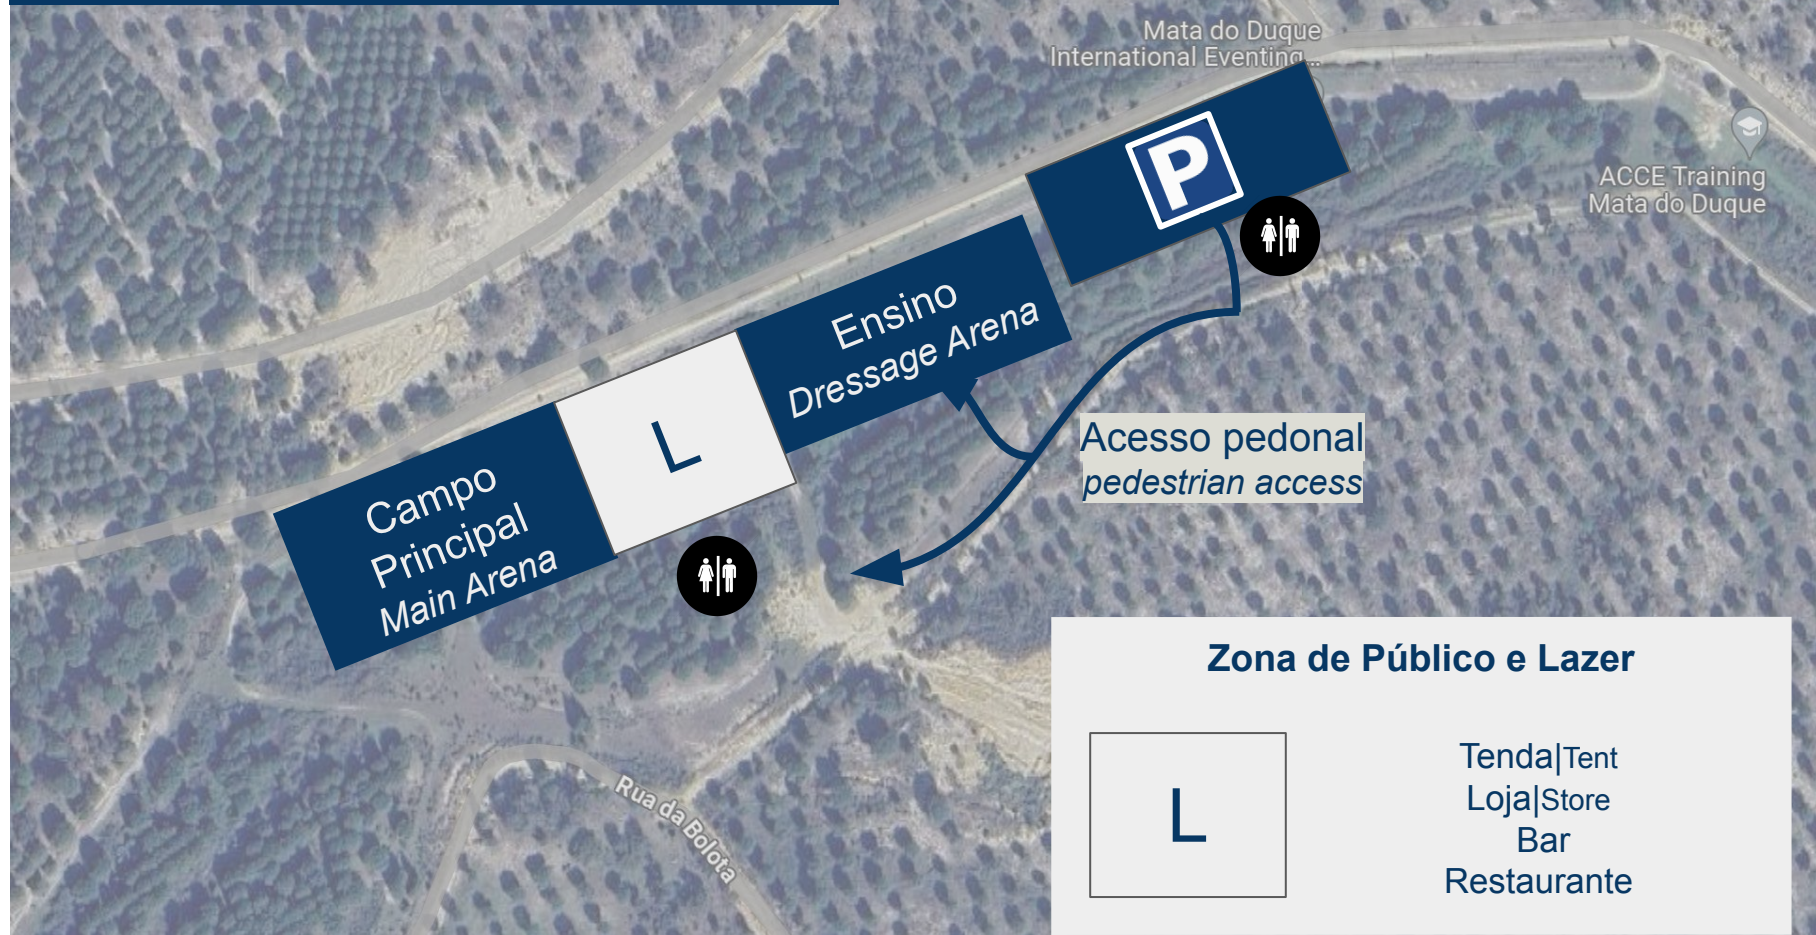 Mata do Duque
International Eventing...
P
ACCE Training
Mata do Duque
Ensino
Dressage Arena
L
Campo
Principal
Main Arena
Acesso pedonal
pedestrian access
Rua da Bolota
Zona de Público e Lazer
L
Tenda|Tent
Loja|Store
Bar
Restaurante